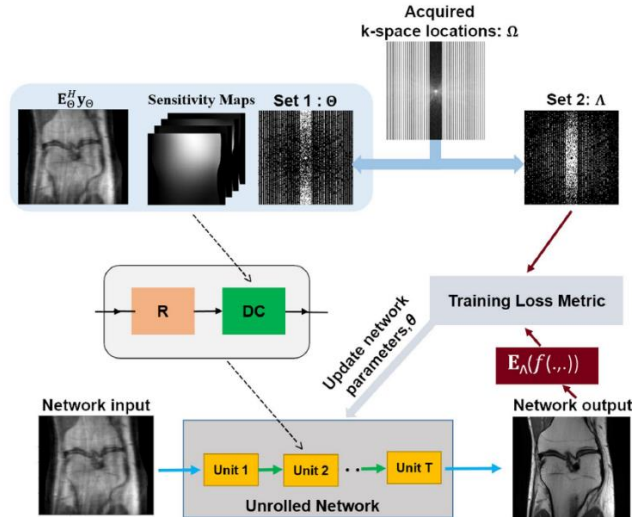 Acquired
k-space locations: Ω
E_Θ^H y_Θ
Sensitivity Maps
Set 1 : Θ
Set 2: Λ
R
DC
Training Loss Metric
Update network
parameters,θ
E_Λ(f(.,.))
Network input
Network output
Unit 1
Unit 2
. .
Unit T
Unrolled Network